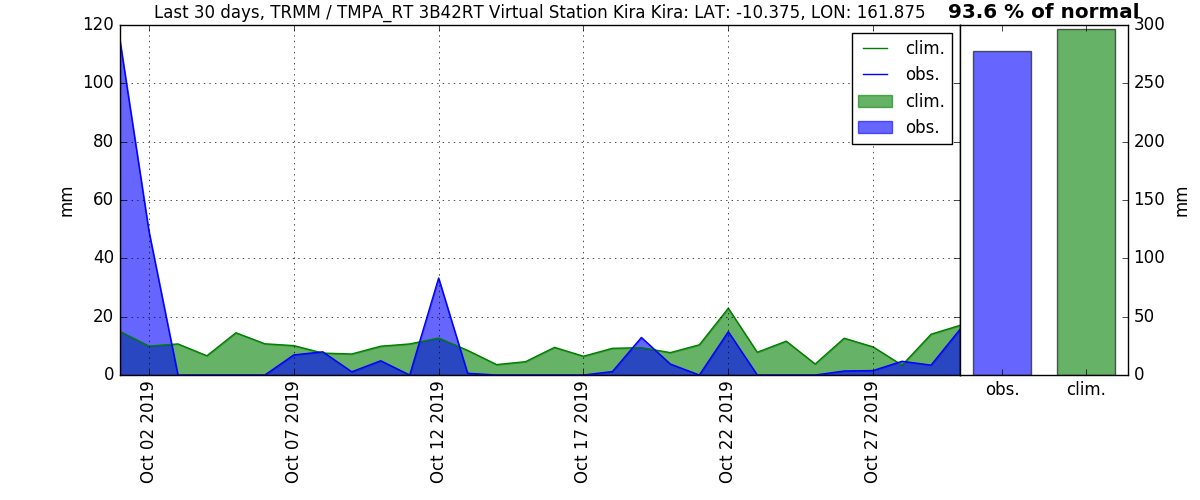 Last 30 days, TRMM / TMPA_RT 3B42RT Virtual Station Kira Kira: LAT: -10.375, LON: 161.875
93.6 % of normal
120
100
80
60
40
20
0
mm
clim.
obs.
clim.
obs.
Oct 02 2019
Oct 07 2019
Oct 12 2019
Oct 17 2019
Oct 22 2019
Oct 27 2019
300
250
200
150
100
50
0
mm
obs.
clim.